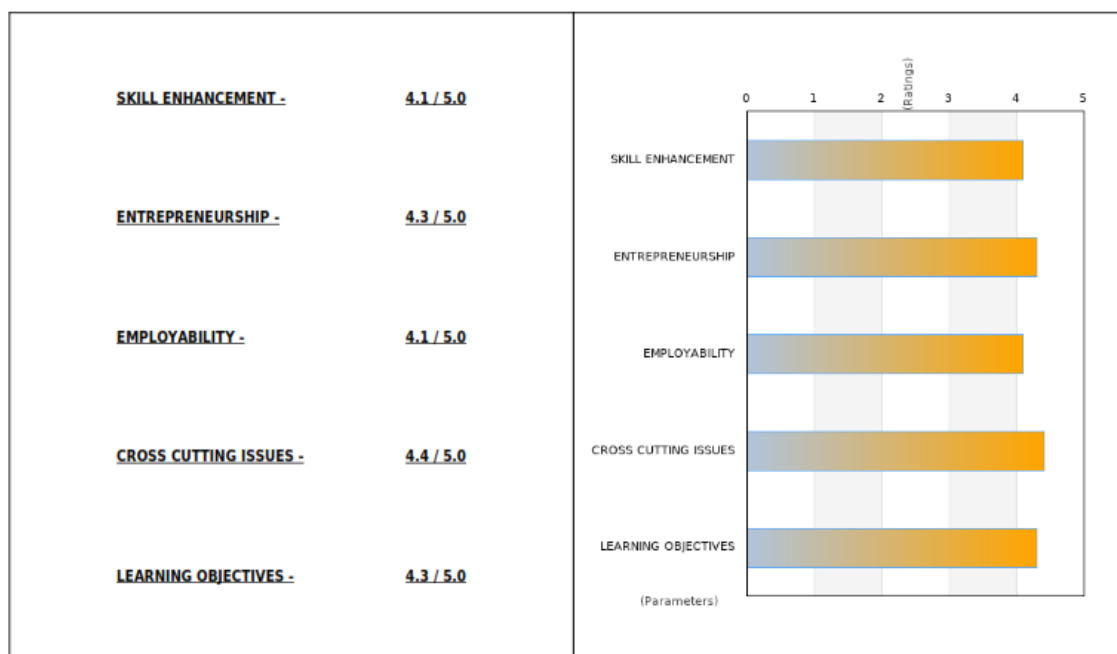 SKILL ENHANCEMENT - 4.1 / 5.0
ENTREPRENEURSHIP - 4.3 / 5.0
EMPLOYABILITY - 4.1 / 5.0
CROSS CUTTING ISSUES - 4.4 / 5.0
LEARNING OBJECTIVES - 4.3 / 5.0
(Ratings)
0 1 2 3 4 5
SKILL ENHANCEMENT
ENTREPRENEURSHIP
EMPLOYABILITY
CROSS CUTTING ISSUES
LEARNING OBJECTIVES
(Parameters)